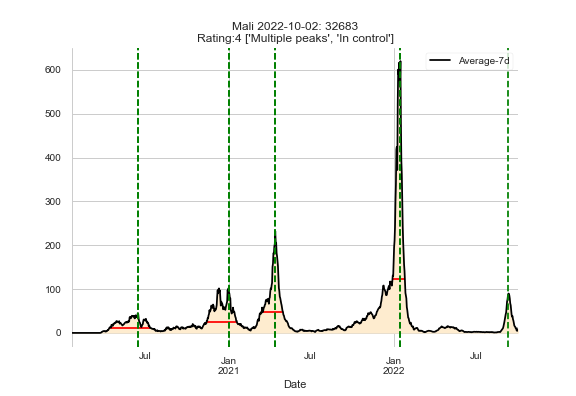 Mali 2022-10-02: 32683
Rating:4 ['Multiple peaks', 'In control']
Average-7d
600
500
400
300
200
100
0
Jul
Jan
2021
Jul
Jan
2022
Jul
Date